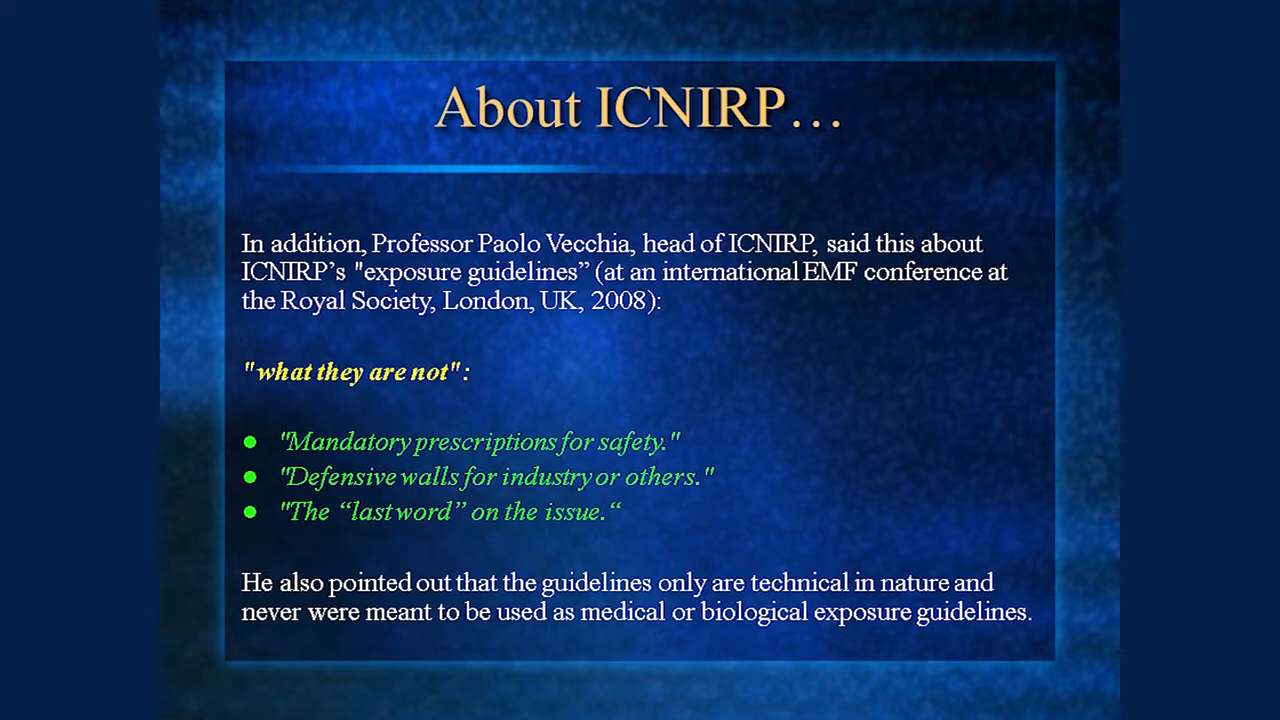 About ICNIRP…
In addition, Professor Paolo Vecchia, head of ICNIRP, said this about
ICNIRP’s "exposure guidelines” (at an international EMF conference at
the Royal Society, London, UK, 2008):
"what they are not":
● "Mandatory prescriptions for safety."
● "Defensive walls for industry or others."
● "The “last word” on the issue.“
He also pointed out that the guidelines only are technical in nature and
never were meant to be used as medical or biological exposure guidelines.